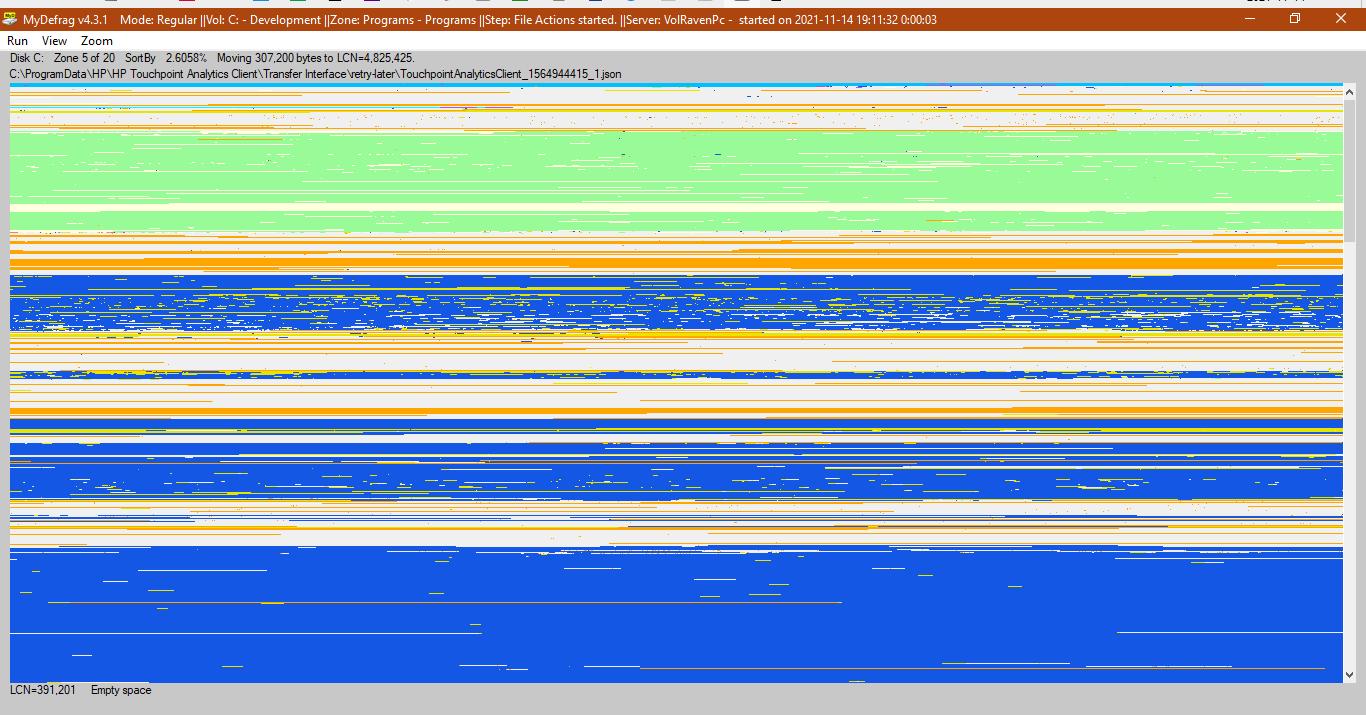 MyDefrag v4.3.1 Mode: Regular ||Vol: C: - Development ||Zone: Programs - Programs ||Step: File Actions started. ||Server: VolRavenPc - started on 2021-11-14 19:11:32 0:00:03
Run View Zoom
Disk C: Zone 5 of 20 SortBy 2.6058% Moving 307,200 bytes to LCN=4,825,425.
C:\ProgramData\HP\HP Touchpoint Analytics Client\Transfer Interface\retry-later\TouchpointAnalyticsClient_1564944415_1.json
LCN=391,201 Empty space